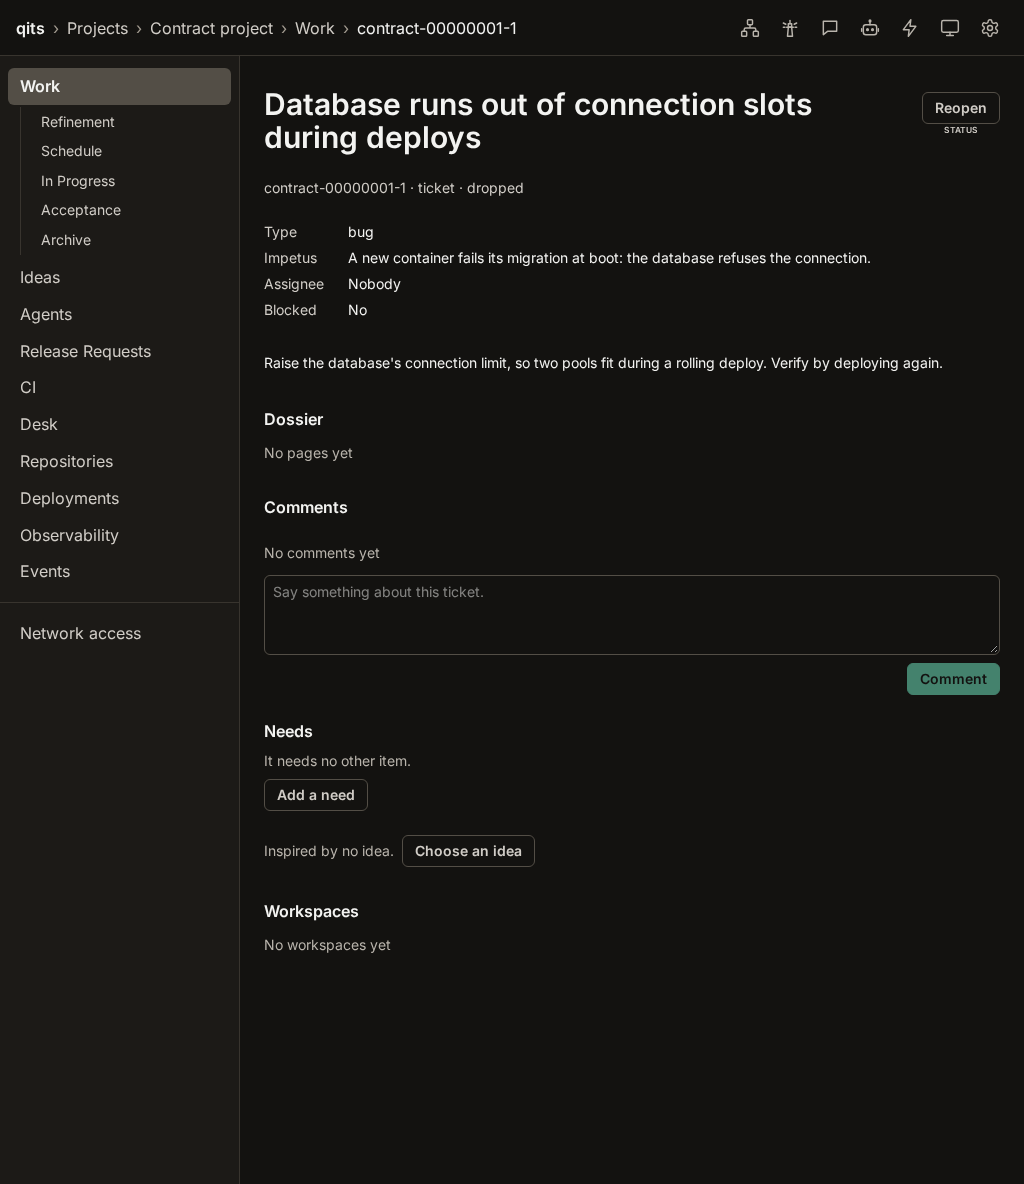 qits › Projects › Contract project › Work › contract-00000001-1
Work
Refinement
Schedule
In Progress
Acceptance
Archive
Ideas
Agents
Release Requests
CI
Desk
Repositories
Deployments
Observability
Events
Network access
Database runs out of connection slots
during deploys
Reopen
STATUS
contract-00000001-1 · ticket · dropped
Type bug
Impetus A new container fails its migration at boot: the database refuses the connection.
Assignee Nobody
Blocked No
Raise the database's connection limit, so two pools fit during a rolling deploy. Verify by deploying again.
Dossier
No pages yet
Comments
No comments yet
Say something about this ticket.
Comment
Needs
It needs no other item.
Add a need
Inspired by no idea. Choose an idea
Workspaces
No workspaces yet